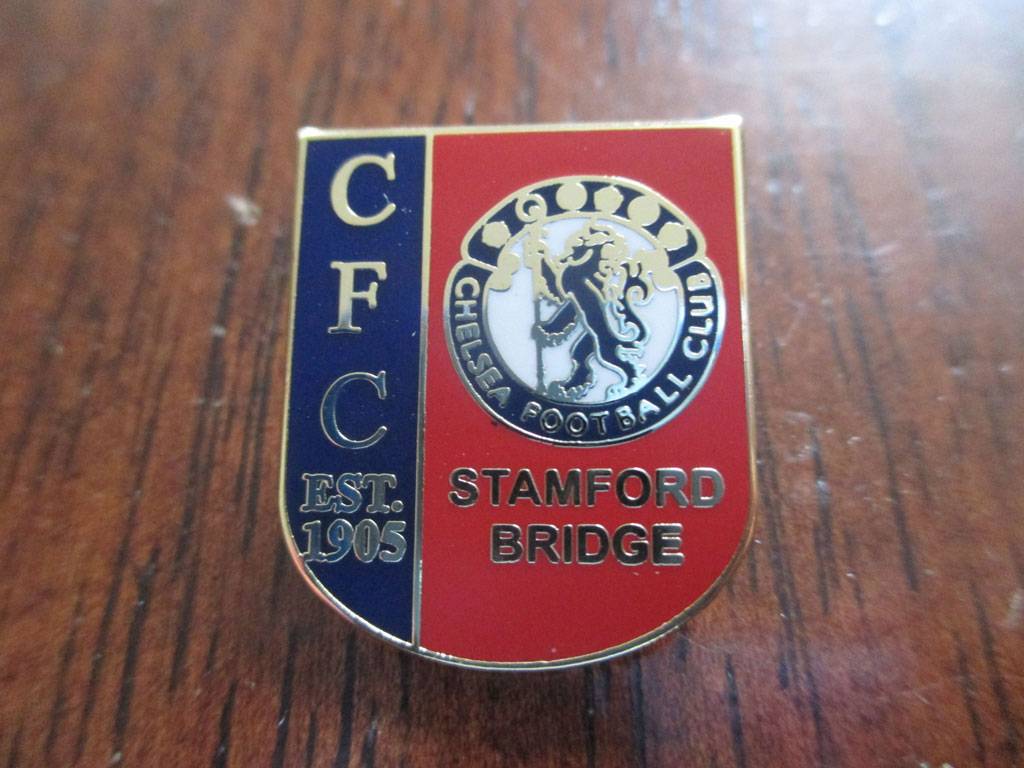 C
F
C
EST.
1905
CHELSEA FOOTBALL CLUB
STAMFORD
BRIDGE